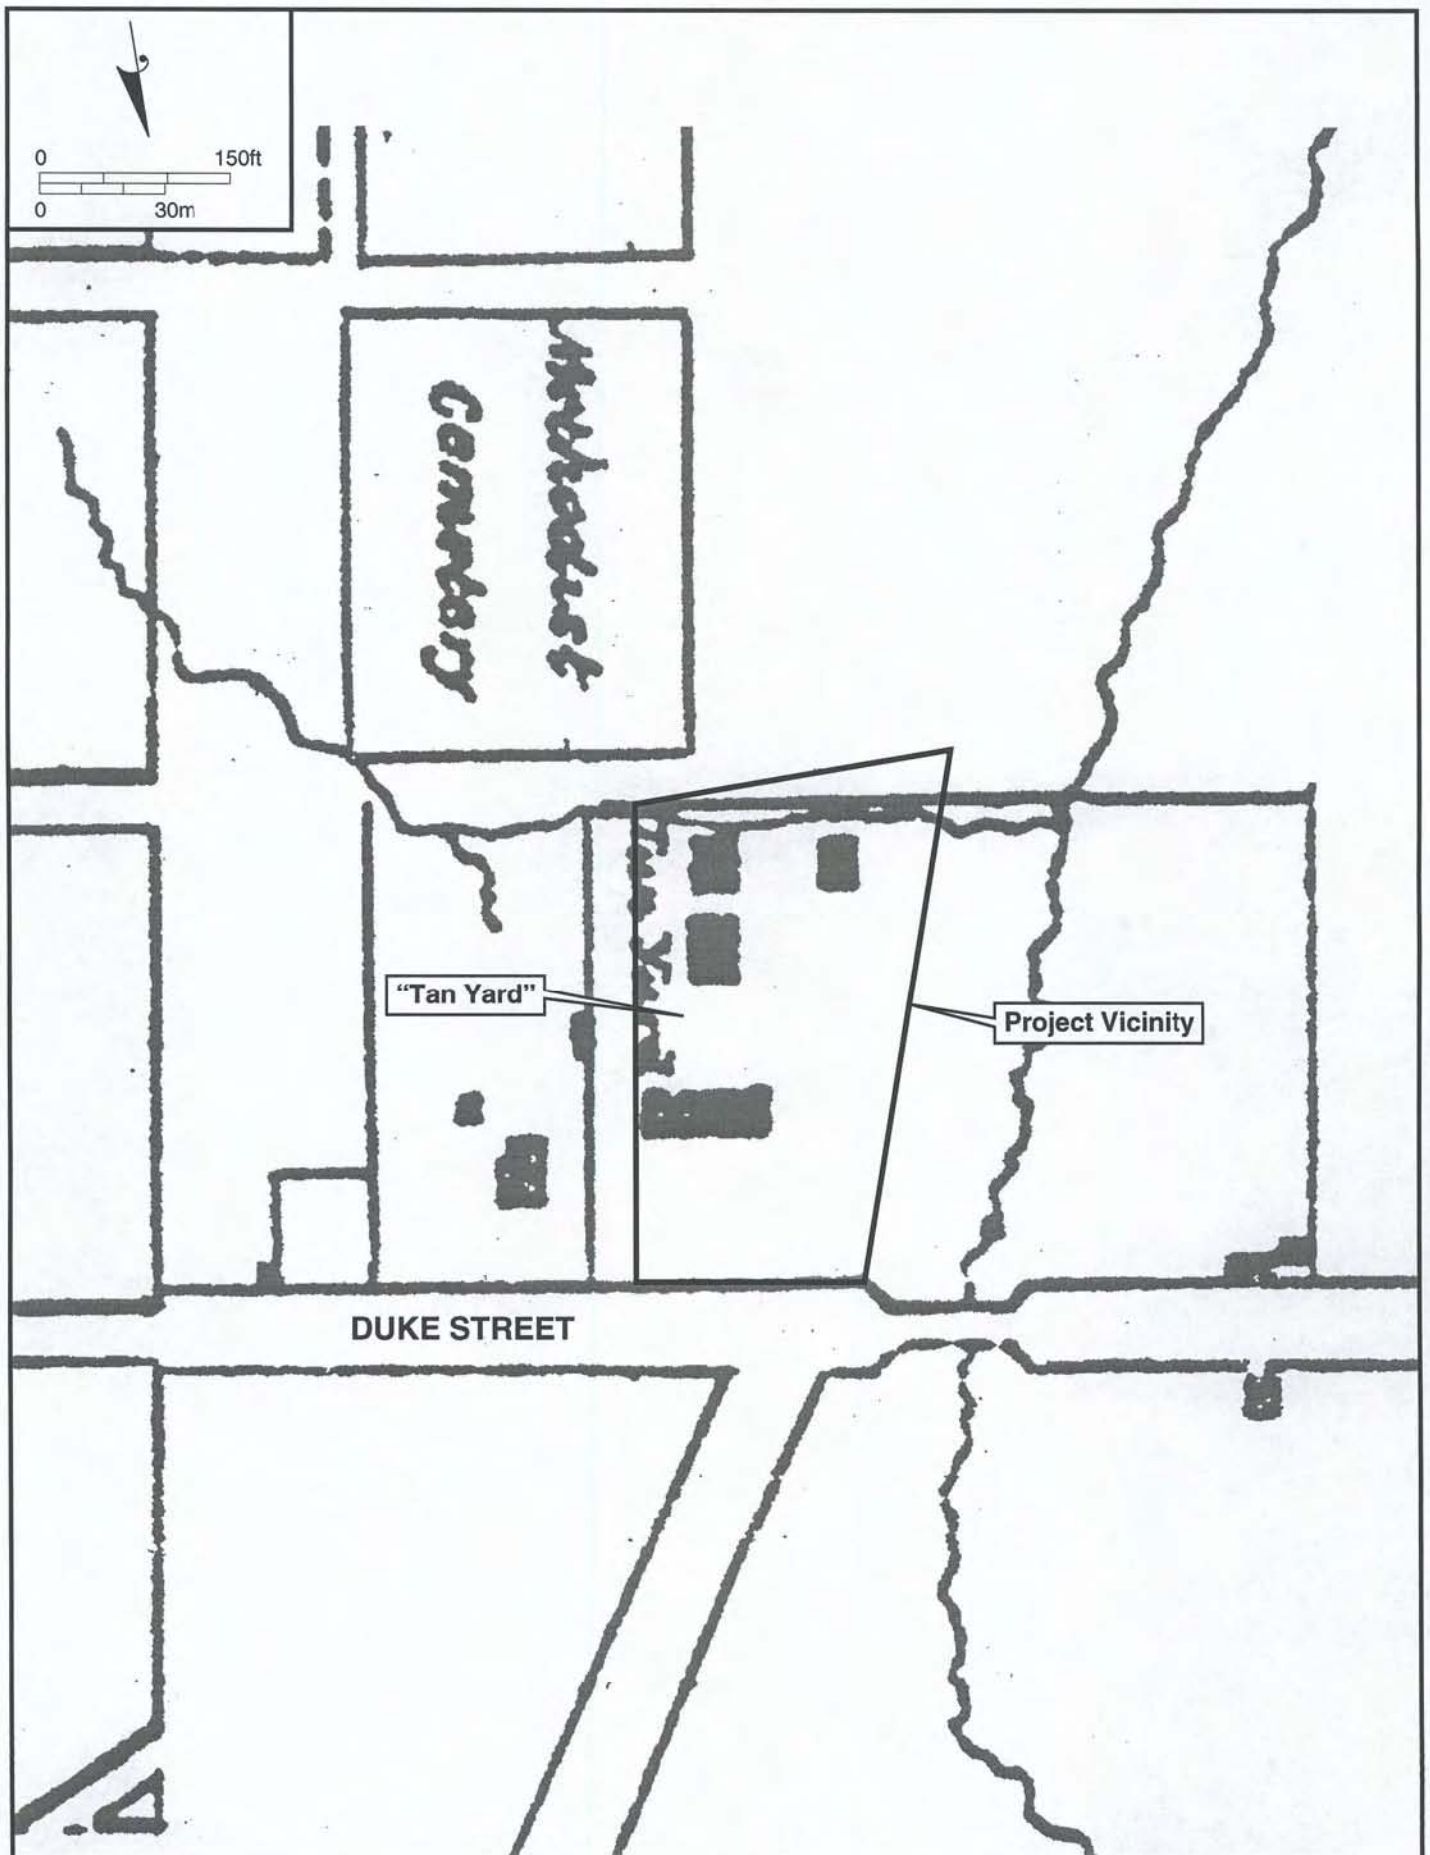 0 150ft
0 30m
Methodist
Cemetery
Tan Yard
“Tan Yard”
Project Vicinity
DUKE STREET